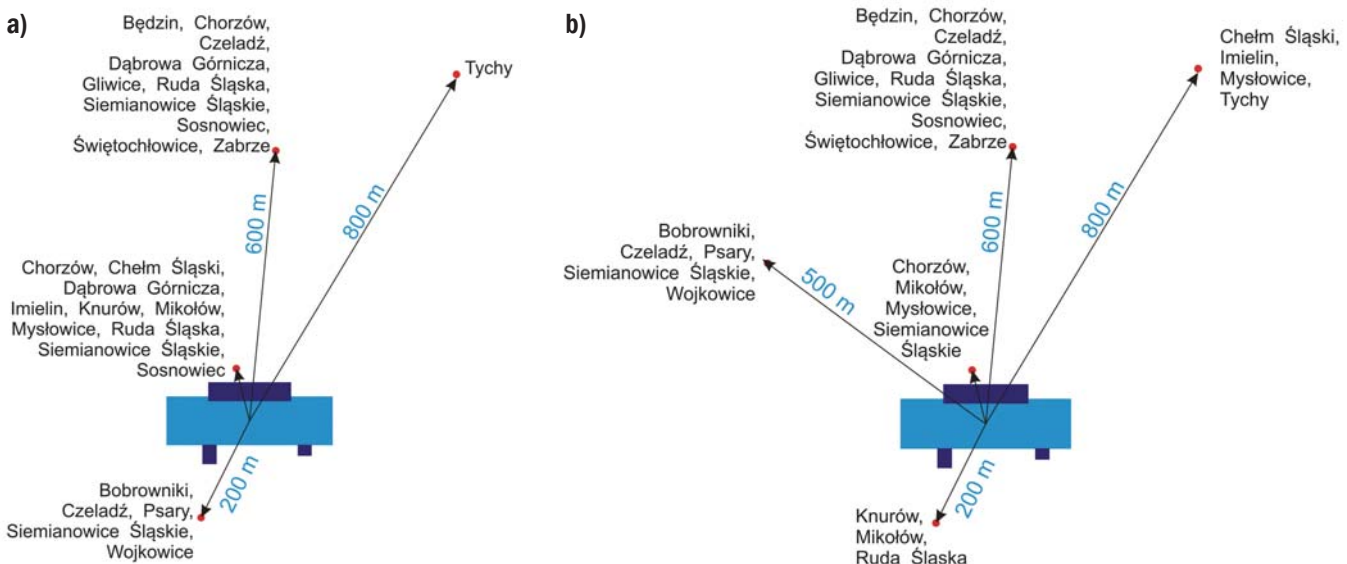 a)
Będzin, Chorzów,
Czeladź,
Dąbrowa Górnicza,
Gliwice, Ruda Śląska,
Siemianowice Śląskie,
Sosnowiec,
Świętochłowice, Zabrze
Tychy
600 m
800 m
Chorzów, Chełm Śląski,
Dąbrowa Górnicza,
Imielin, Knurów, Mikołów,
Mysłowice, Ruda Śląska,
Siemianowice Śląskie,
Sosnowiec
200 m
Bobrowniki,
Czeladź, Psary,
Siemianowice Śląskie,
Wojkowice
b)
Będzin, Chorzów,
Czeladź,
Dąbrowa Górnicza,
Gliwice, Ruda Śląska,
Siemianowice Śląskie,
Sosnowiec,
Świętochłowice, Zabrze
Chełm Śląski,
Imielin,
Mysłowice,
Tychy
600 m
800 m
Bobrowniki,
Czeladź, Psary,
Siemianowice Śląskie,
Wojkowice
500 m
Chorzów,
Mikołów,
Mysłowice,
Siemianowice
Śląskie
200 m
Knurów,
Mikołów,
Ruda Śląska